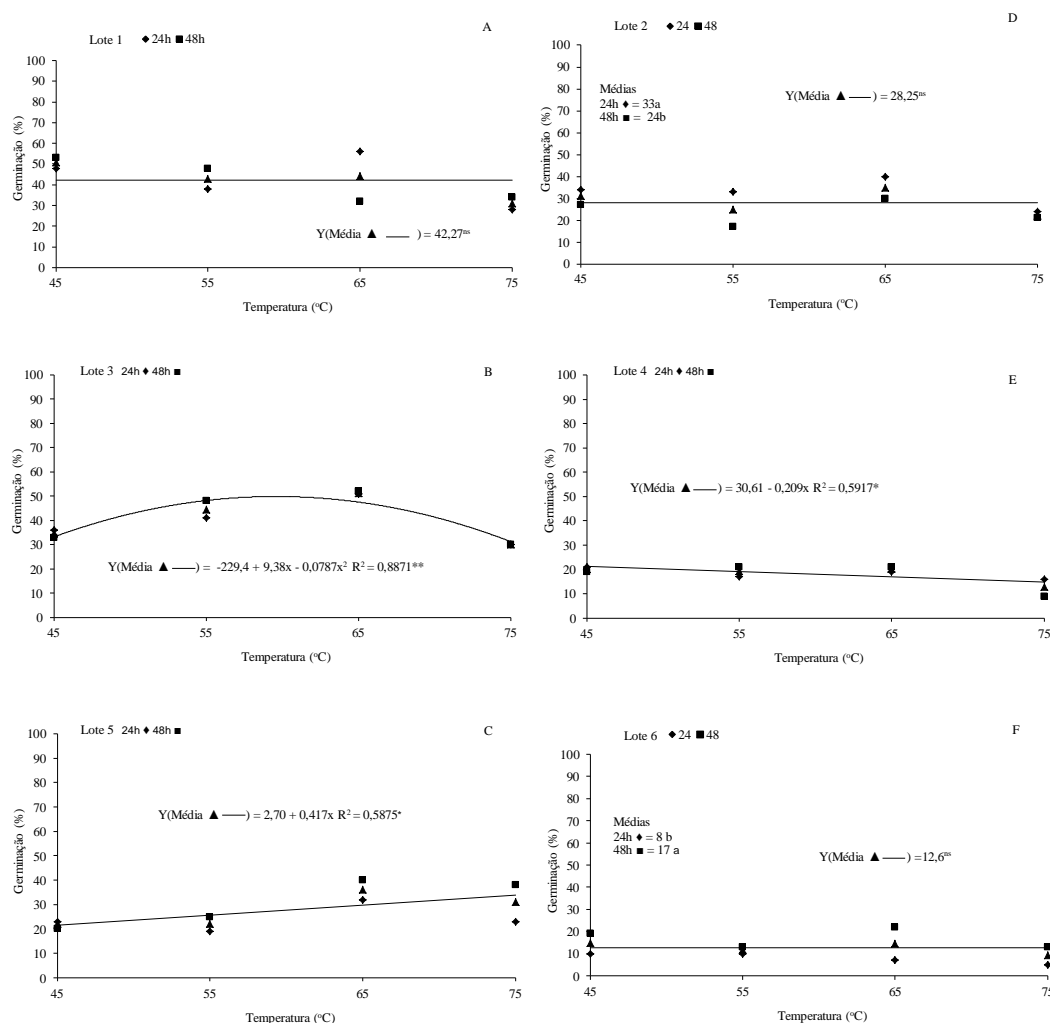 A
Lote 1 ♦ 24h ■ 48h
100
90
80
70
60
50
40
30
20
10
0
Germinação (%)
Y(Média ▲ —— ) = 42,27ns
45 55 65 75
Temperatura (°C)
D
Lote 2 ♦ 24 ■ 48
100
90
80
70
60
50
40
30
20
10
0
Germinação (%)
Médias
24h ♦ = 33a
48h ■ = 24b
Y(Média ▲ ——) = 28,25ns
45 55 65 75
Temperatura (°C)
B
Lote 3 24h ♦ 48h ■
100
90
80
70
60
50
40
30
20
10
0
Germinação (%)
Y(Média ▲ ——) = -229,4 + 9,38x - 0,0787x² R² = 0,8871**
45 55 65 75
Temperatura (°C)
E
Lote 4 24h ♦ 48h ■
100
90
80
70
60
50
40
30
20
10
0
Germinação (%)
Y(Média ▲ ——) = 30,61 - 0,209x R² = 0,5917*
45 55 65 75
Temperatura (°C)
C
Lote 5 24h ♦ 48h ■
100
90
80
70
60
50
40
30
20
10
0
Germinação (%)
Y(Média ▲ ——) = 2,70 + 0,417x R² = 0,5875*
45 55 65 75
Temperatura (°C)
F
Lote 6 ♦ 24 ■ 48
100
90
80
70
60
50
40
30
20
10
0
Germinação (%)
Médias
24h ♦ = 8 b
48h ■ = 17 a
Y(Média ▲ ——) =12,6ns
45 55 65 75
Temperatura (°C)